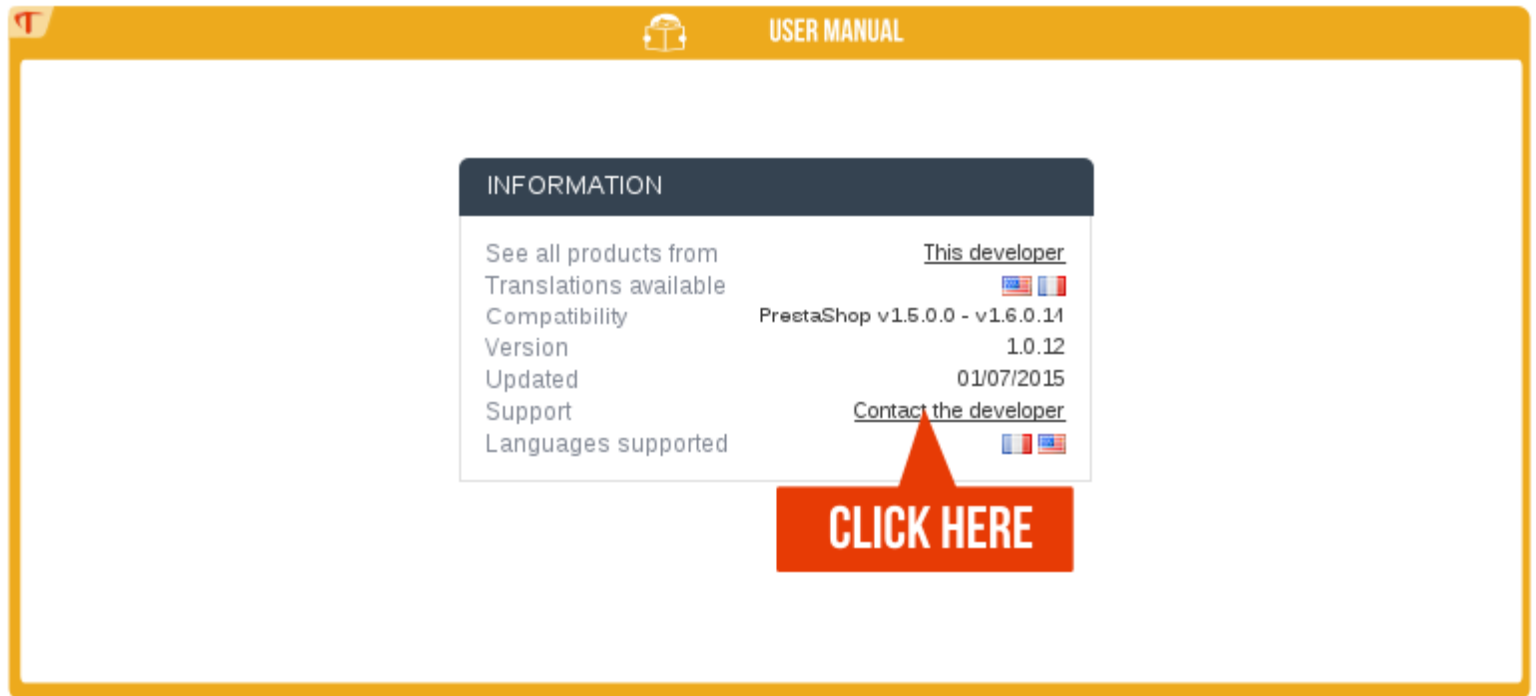 T
USER MANUAL
INFORMATION
See all products from This developer
Translations available
Compatibility PrestaShop v1.5.0.0 - v1.6.0.14
Version 1.0.12
Updated 01/07/2015
Support Contact the developer
Languages supported
CLICK HERE